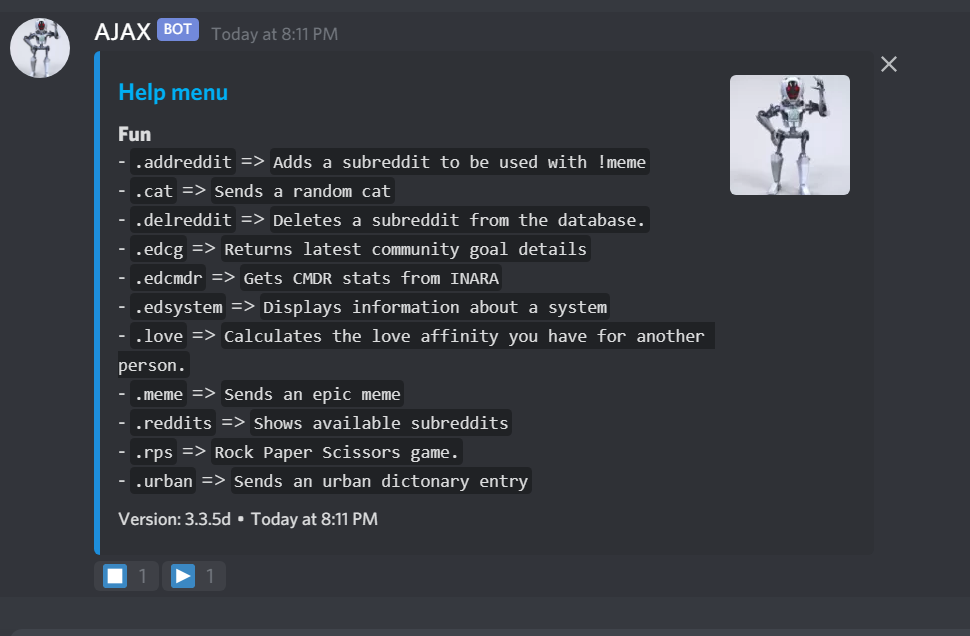 AJAX BOT Today at 8:11 PM
Help menu
Fun
- .addreddit => Adds a subreddit to be used with !meme
- .cat => Sends a random cat
- .delreddit => Deletes a subreddit from the database.
- .edcg => Returns latest community goal details
- .edcmdr => Gets CMDR stats from INARA
- .edsystem => Displays information about a system
- .love => Calculates the love affinity you have for another
person.
- .meme => Sends an epic meme
- .reddits => Shows available subreddits
- .rps => Rock Paper Scissors game.
- .urban => Sends an urban dictonary entry
Version: 3.3.5d • Today at 8:11 PM
1 1